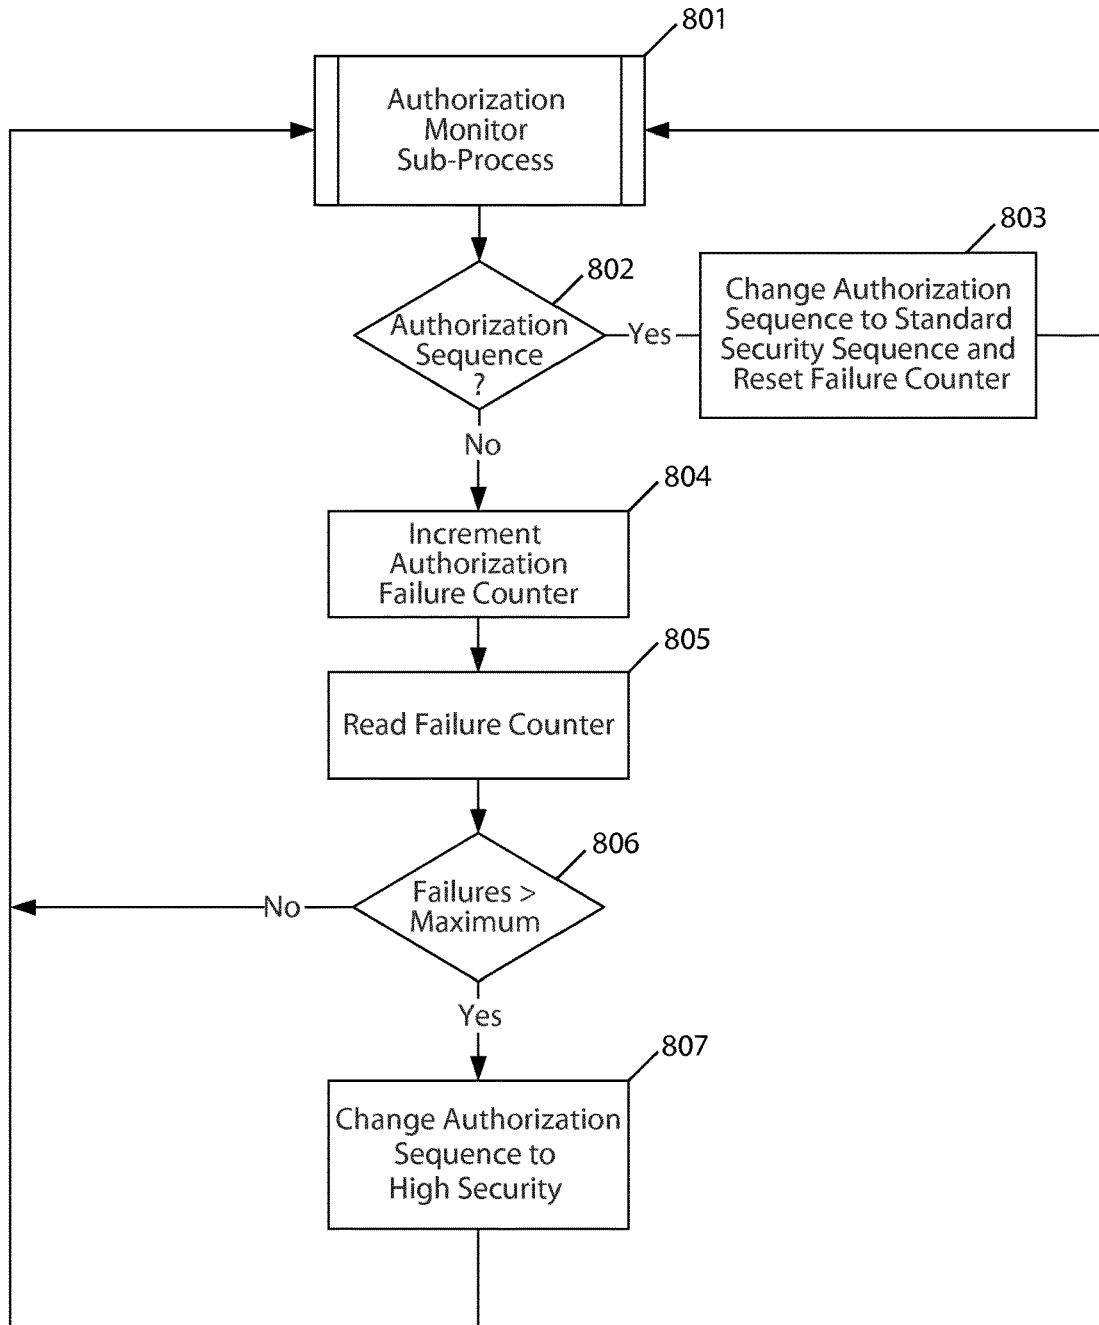 801
Authorization
Monitor
Sub-Process
802
Authorization
Sequence
?
Yes
803
Change Authorization
Sequence to Standard
Security Sequence and
Reset Failure Counter
No
804
Increment
Authorization
Failure Counter
805
Read Failure Counter
806
Failures >
Maximum
No
Yes
807
Change Authorization
Sequence to
High Security